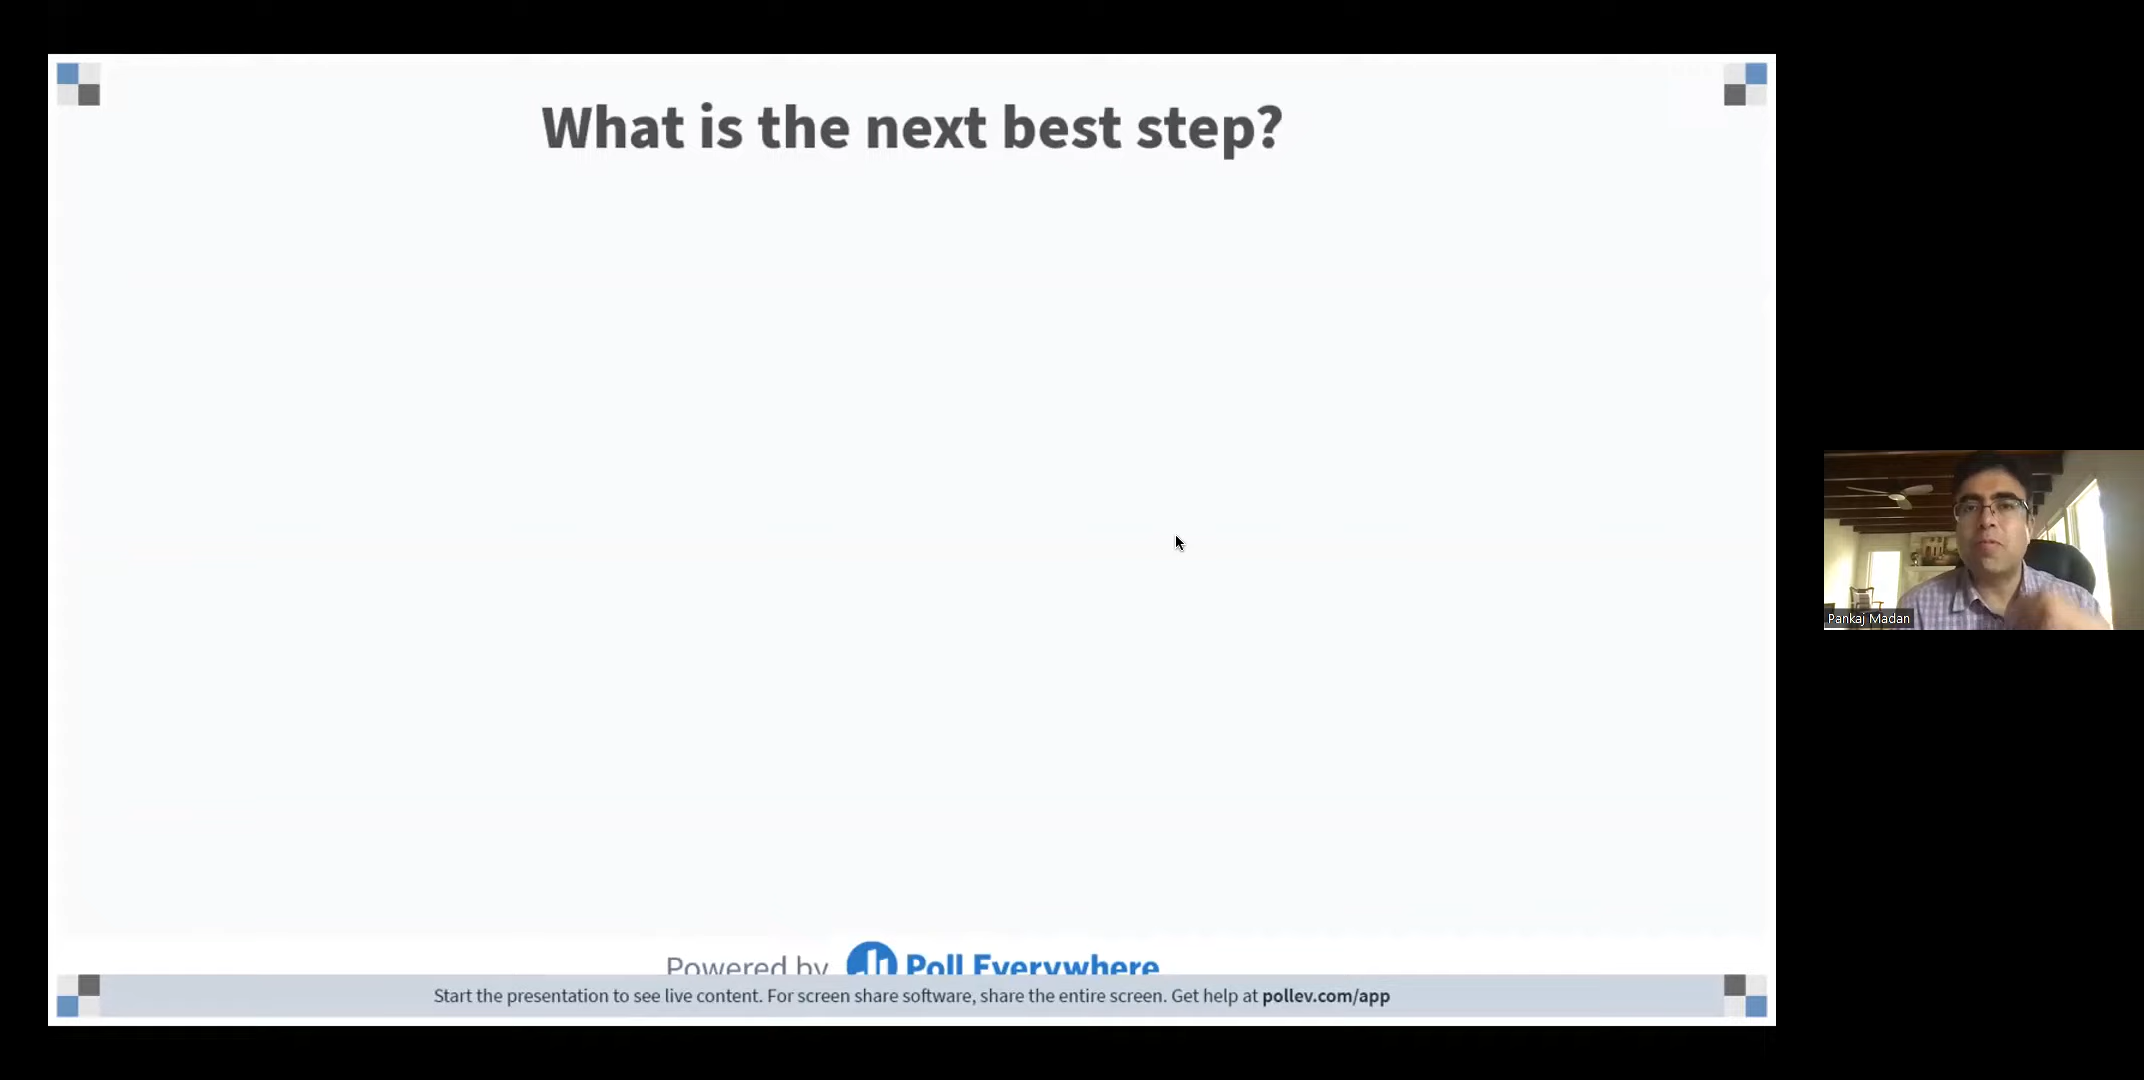 What is the next best step?
Pankaj Madan
Powered by Poll Everywhere
Start the presentation to see live content. For screen share software, share the entire screen. Get help at pollev.com/app